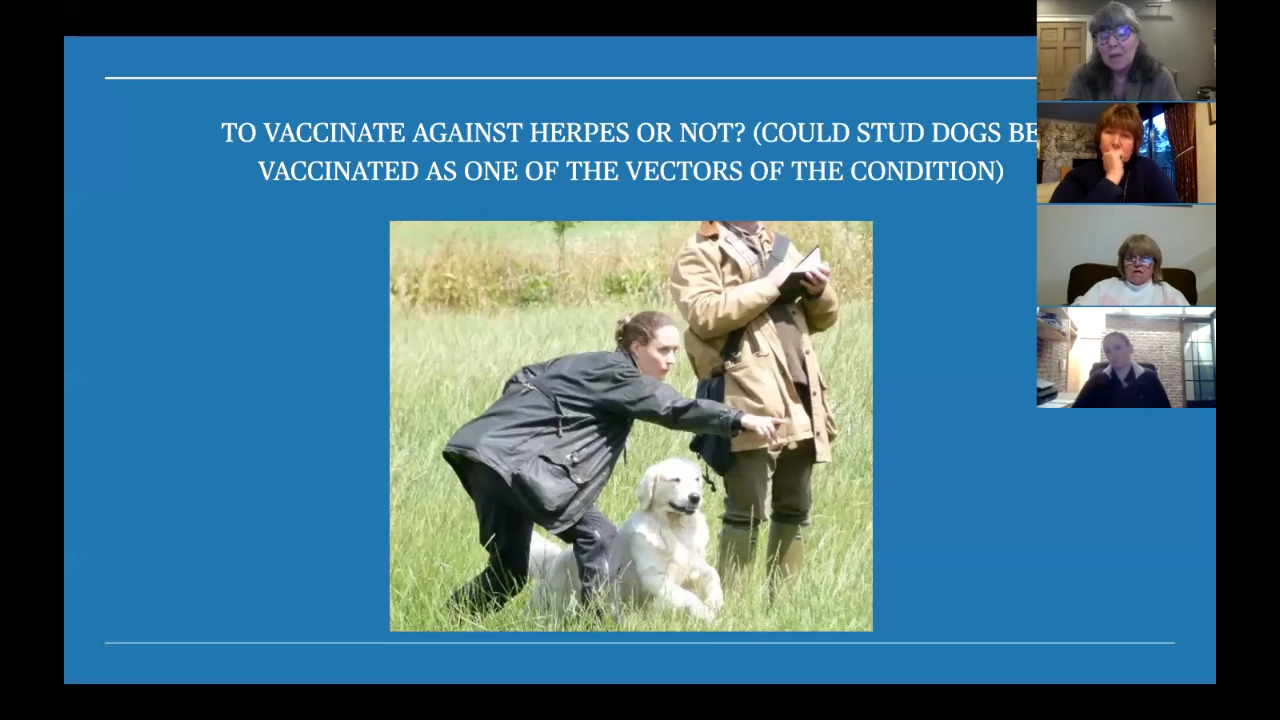 TO VACCINATE AGAINST HERPES OR NOT? (COULD STUD DOGS BE
VACCINATED AS ONE OF THE VECTORS OF THE CONDITION)